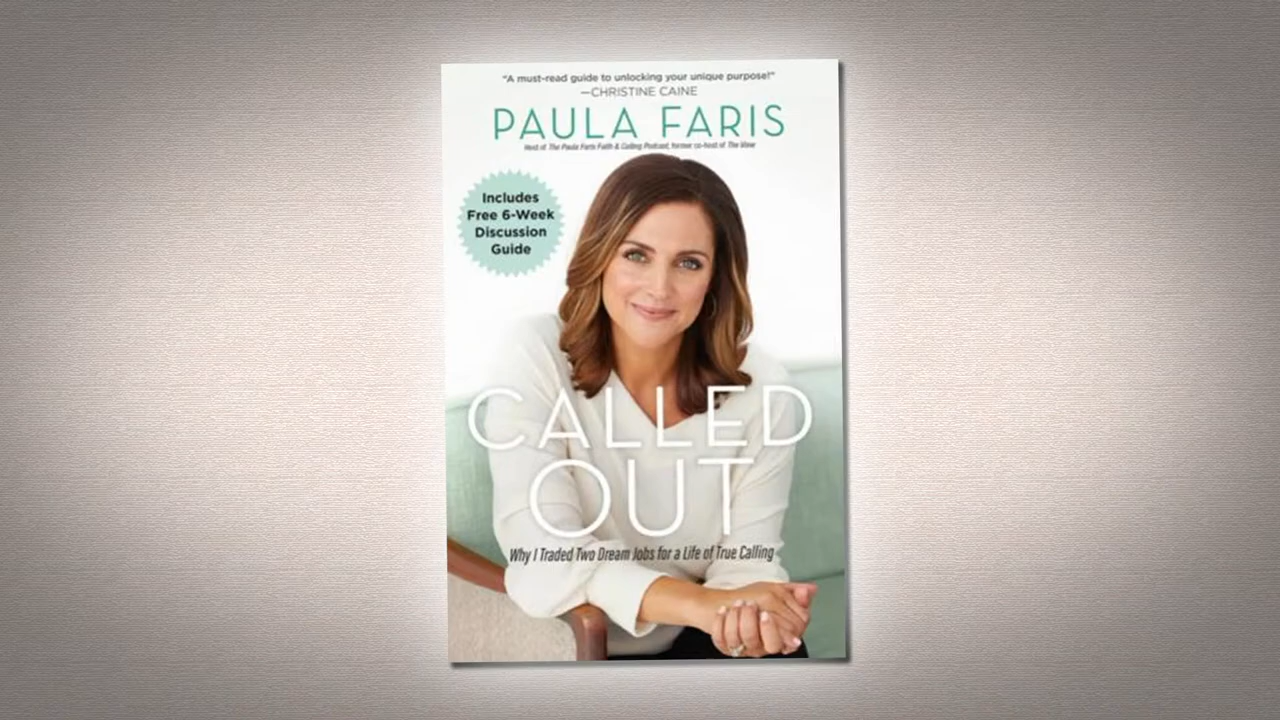 "A must-read guide to unlocking your unique purpose!"
—CHRISTINE CAINE
PAULA FARIS
Host of The Paula Faris Faith & Calling Podcast, former co-host of The View
Includes
Free 6-Week
Discussion
Guide
CALLED
OUT
Why I Traded Two Dream Jobs for a Life of True Calling